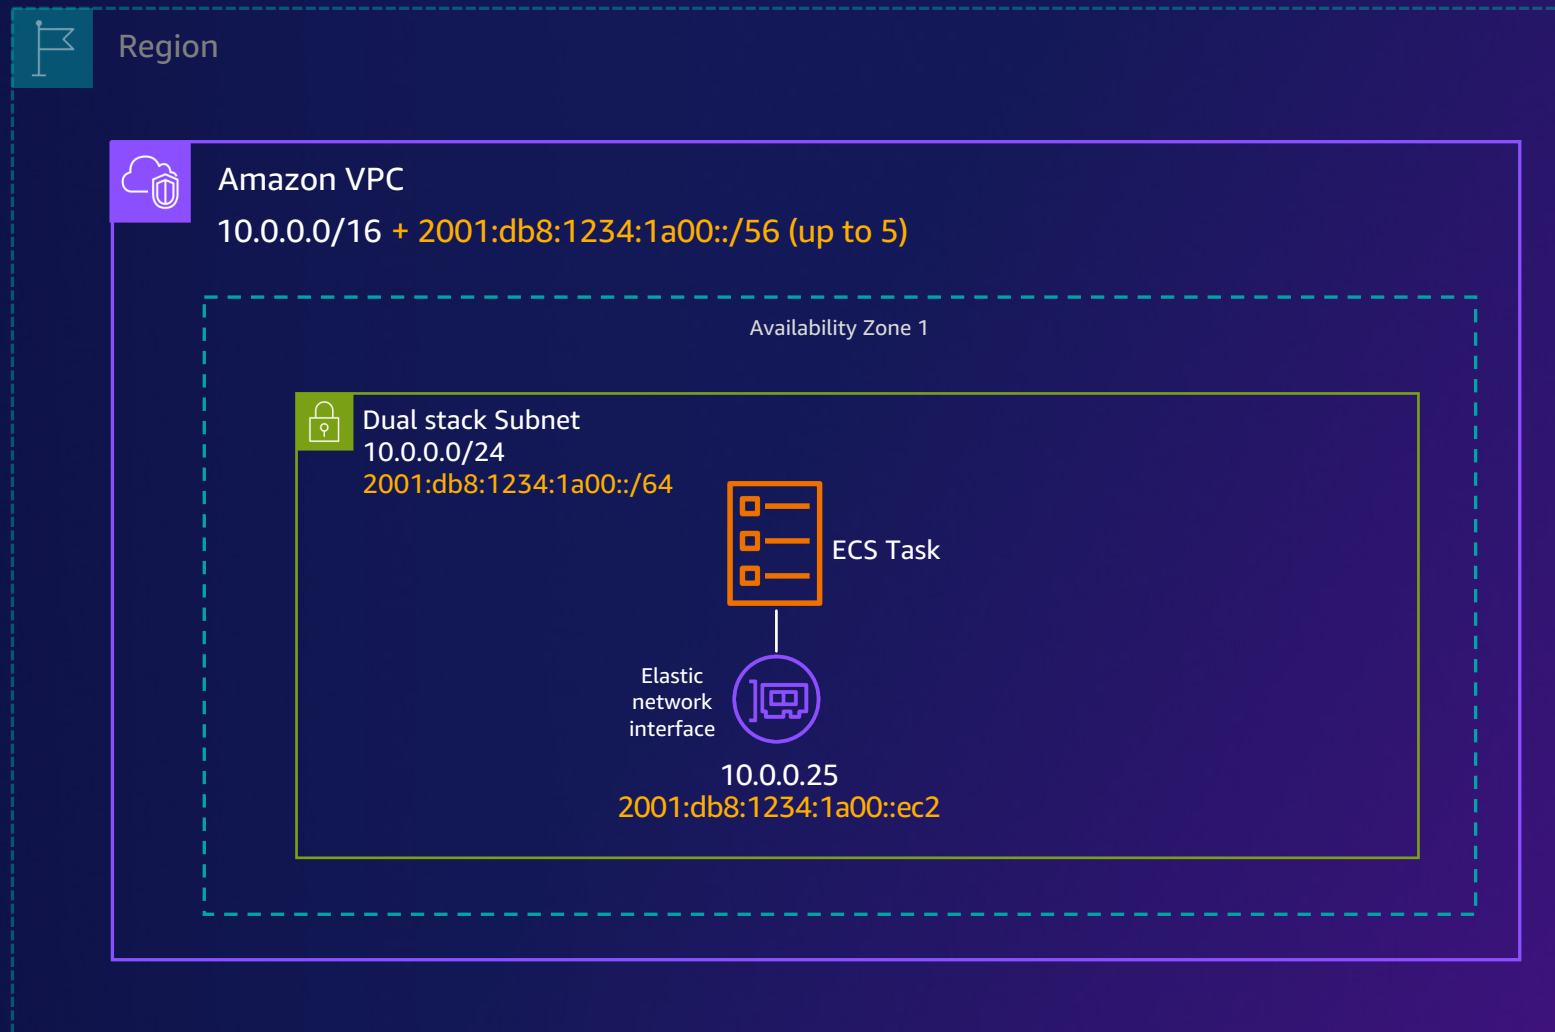 Region
Amazon VPC
10.0.0.0/16 + 2001:db8:1234:1a00::/56 (up to 5)
Availability Zone 1
Dual stack Subnet
10.0.0.0/24
2001:db8:1234:1a00::/64
ECS Task
Elastic
network
interface
10.0.0.25
2001:db8:1234:1a00::ec2